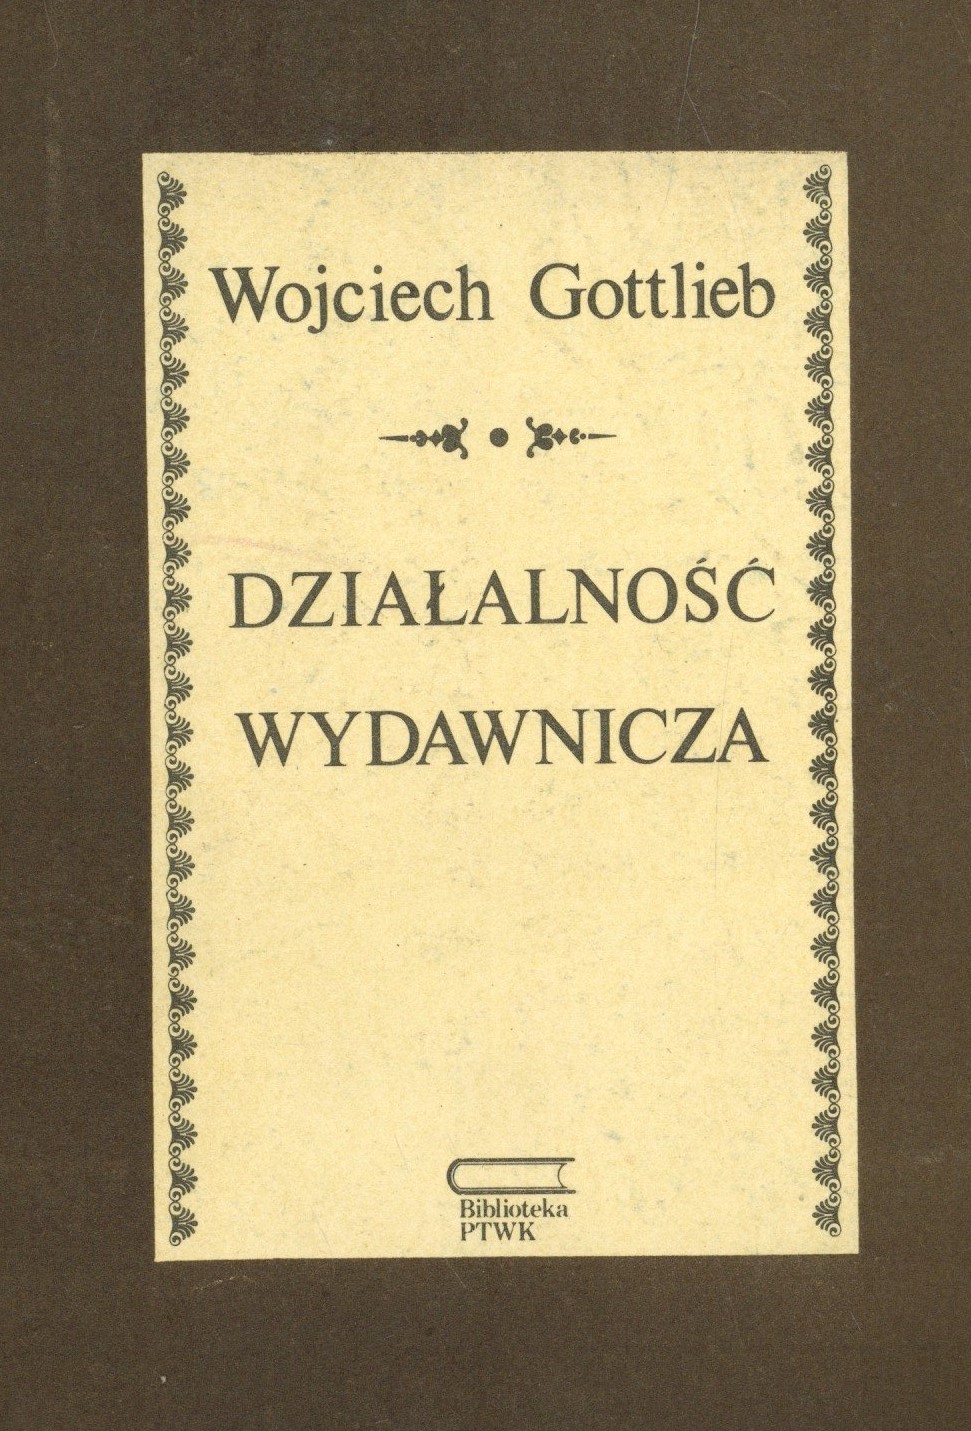 Wojciech Gottlieb
DZIAŁALNOŚĆ
WYDAWNICZA
Biblioteka
PTWK